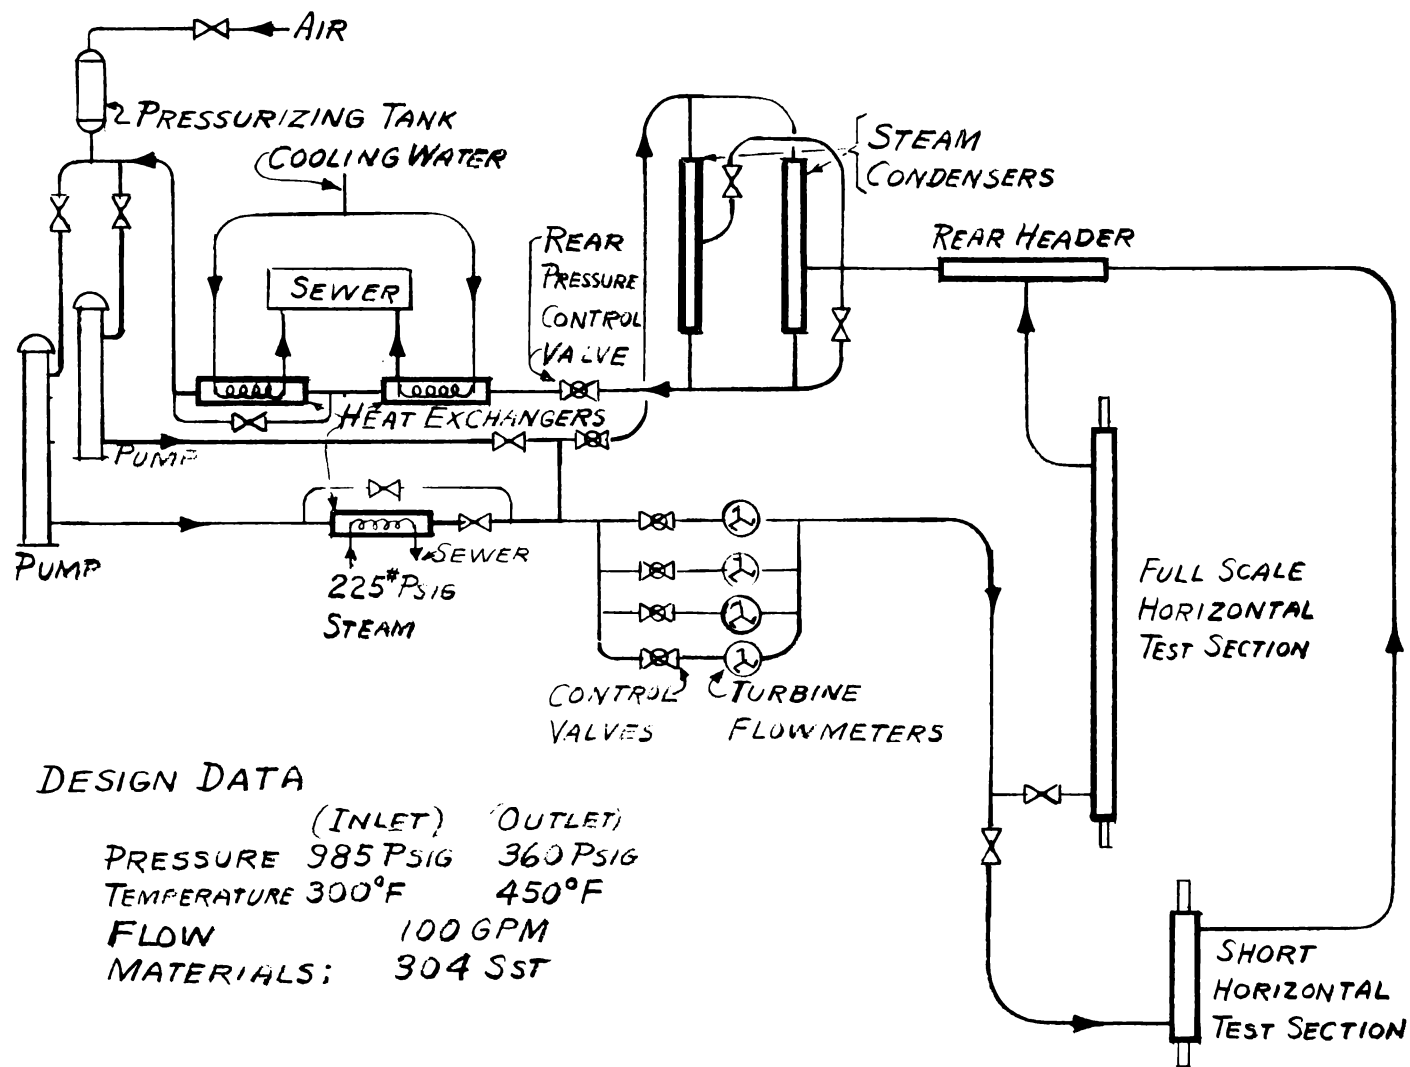 AIR
PRESSURIZING TANK
COOLING WATER
STEAM
CONDENSERS
REAR HEADER
REAR
PRESSURE
CONTROL
VALVE
SEWER
HEAT EXCHANGERS
PUMP
PUMP
SEWER
225# PSIG
STEAM
FULL SCALE
HORIZONTAL
TEST SECTION
CONTROL
VALVES
TURBINE
FLOWMETERS
DESIGN DATA
(INLET) (OUTLET)
PRESSURE 985 PSIG 360 PSIG
TEMPERATURE 300°F 450°F
FLOW 100 GPM
MATERIALS: 304 SST
SHORT
HORIZONTAL
TEST SECTION